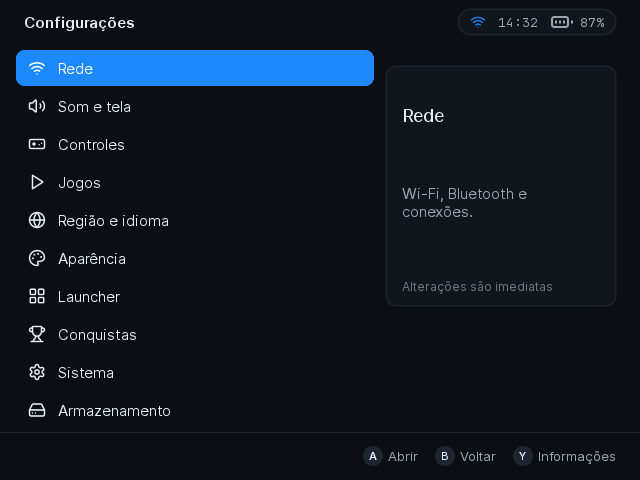 Configurações
14:32 87%
Rede
Som e tela
Controles
Jogos
Região e idioma
Aparência
Launcher
Conquistas
Sistema
Armazenamento
Rede
Wi-Fi, Bluetooth e
conexões.
Alterações são imediatas
A Abrir B Voltar Y Informações